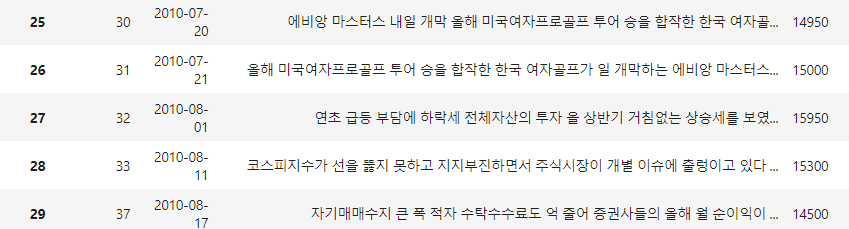 25 30 2010-07-20 에비앙 마스터스 내일 개막 올해 미국여자프로골프 투어 승을 합작한 한국 여자골... 14950
26 31 2010-07-21 올해 미국여자프로골프 투어 승을 합작한 한국 여자골프가 일 개막하는 에비앙 마스터스... 15000
27 32 2010-08-01 연초 급등 부담에 하락세 전체자산의 투자 올 상반기 거침없는 상승세를 보였... 15950
28 33 2010-08-11 코스피지수가 선을 뚫지 못하고 지지부진하면서 주식시장이 개별 이슈에 출렁이고 있다 ... 15300
29 37 2010-08-17 자기매매수지 큰 폭 적자 수탁수수료도 억 줄어 증권사들의 올해 월 순이익이 ... 14500